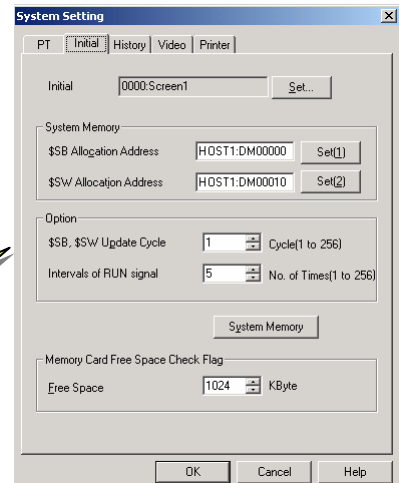 System Setting
PT Initial History Video Printer
Initial 0000:Screen1 Set...
System Memory
$SB Allocation Address HOST1:DM00000 Set(1)
$SW Allocation Address HOST1:DM00010 Set(2)
Option
$SB, $SW Update Cycle 1 Cycle(1 to 256)
Intervals of RUN signal 5 No. of Times(1 to 256)
System Memory
Memory Card Free Space Check Flag
Free Space 1024 KByte
OK Cancel Help